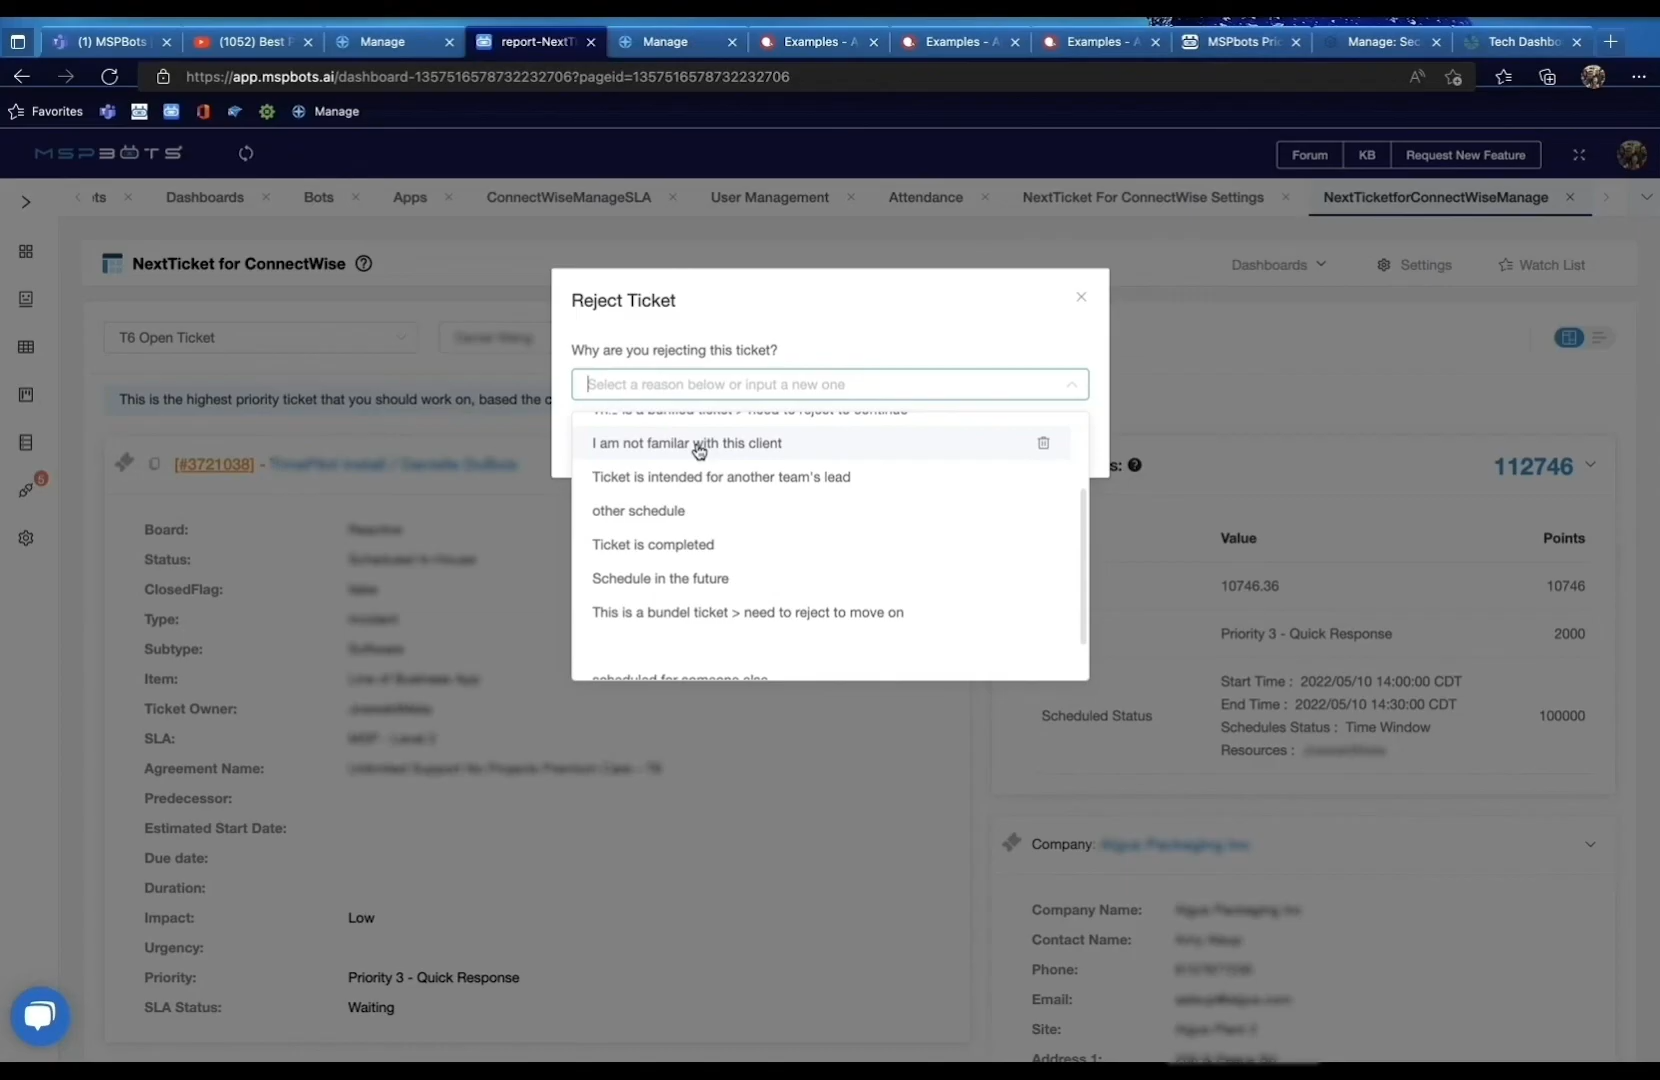 (1) MSPBots
(1052) Best F
Manage
report-NextT
Manage
Examples - A
Examples - A
Examples - A
MSPbots Pric
Manage: Sec
Tech Dashbo
https://app.mspbots.ai/dashboard-1357516578732232706?pageid=1357516578732232706
Favorites
Manage
MSPBOTS
Forum
KB
Request New Feature
ts
Dashboards
Bots
Apps
ConnectWiseManageSLA
User Management
Attendance
NextTicket For ConnectWise Settings
NextTicketforConnectWiseManage
NextTicket for ConnectWise
Dashboards
Settings
Watch List
T6 Open Ticket
This is the highest priority ticket that you should work on, based the c
5
[#3721038] -
Board:
Status:
ClosedFlag:
Type:
Subtype:
Item:
Ticket Owner:
SLA:
Agreement Name:
Predecessor:
Estimated Start Date:
Due date:
Duration:
Impact: Low
Urgency:
Priority: Priority 3 - Quick Response
SLA Status: Waiting
Reject Ticket
Why are you rejecting this ticket?
Select a reason below or input a new one
I am not familar with this client
Ticket is intended for another team's lead
other schedule
Ticket is completed
Schedule in the future
This is a bundel ticket > need to reject to move on
scheduled for someone else
s:
112746
Value Points
10746.36 10746
Priority 3 - Quick Response 2000
Start Time : 2022/05/10 14:00:00 CDT
End Time : 2022/05/10 14:30:00 CDT
Scheduled Status
Schedules Status : Time Window
100000
Resources :
Company:
Company Name:
Contact Name:
Phone:
Email:
Site:
Address 1: